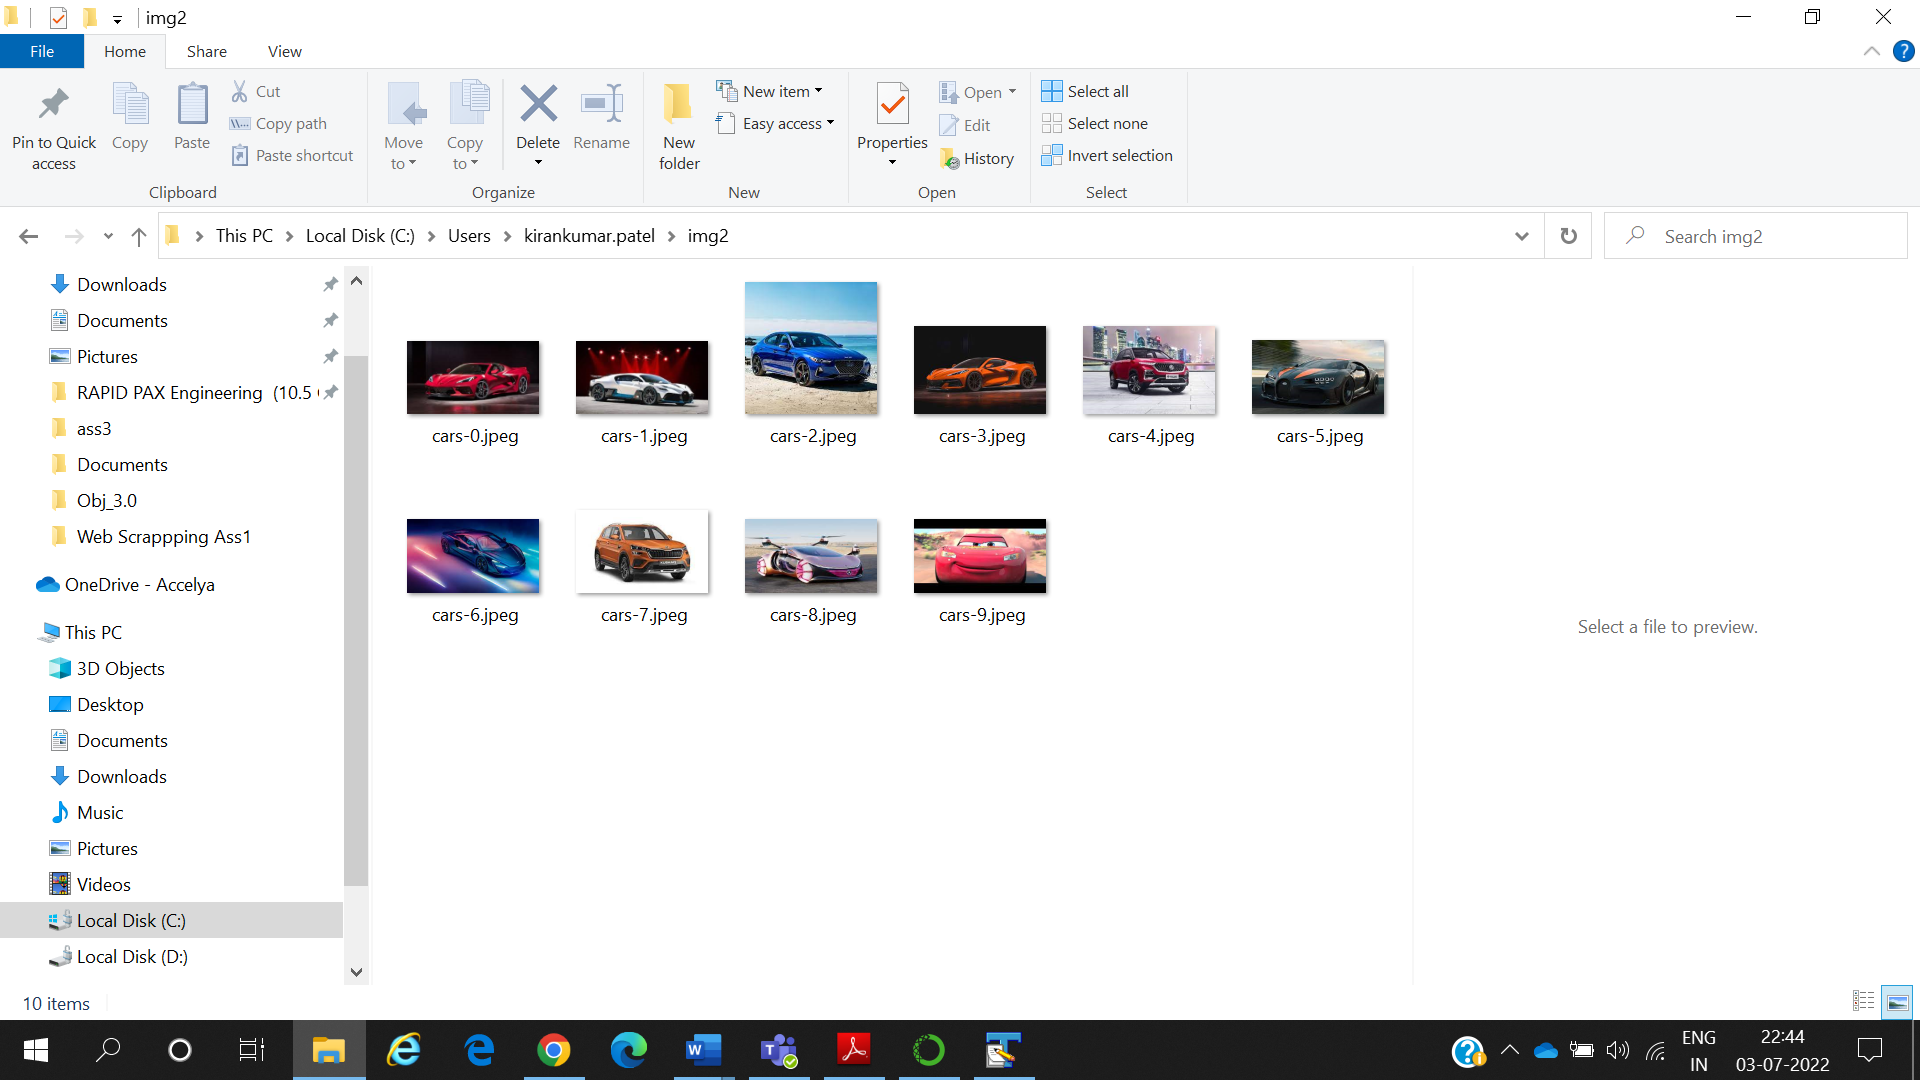 img2
File
Home
Share
View
Pin to Quick access
Copy
Paste
Cut
Copy path
Paste shortcut
Clipboard
Move to
Copy to
Delete
Rename
Organize
New folder
New item
Easy access
New
Properties
Open
Edit
History
Open
Select all
Select none
Invert selection
Select
This PC
Local Disk (C:)
Users
kirankumar.patel
img2
Search img2
Downloads
Documents
Pictures
RAPID PAX Engineering (10.5
ass3
Documents
Obj_3.0
Web Scrappping Ass1
OneDrive - Accelya
This PC
3D Objects
Desktop
Documents
Downloads
Music
Pictures
Videos
Local Disk (C:)
Local Disk (D:)
cars-0.jpeg
cars-1.jpeg
cars-2.jpeg
cars-3.jpeg
cars-4.jpeg
cars-5.jpeg
cars-6.jpeg
cars-7.jpeg
cars-8.jpeg
cars-9.jpeg
Select a file to preview.
10 items
ENG
IN
22:44
03-07-2022